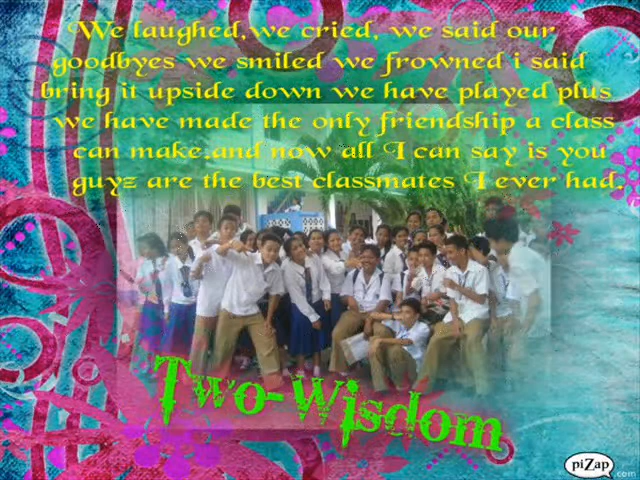 We laughed, we cried, we said our
goodbyes we smiled we frowned i said
bring it upside down we have played plus
we have made the only friendship a class
can make.and now all I can say is you
guyz are the best classmates I ever had.
Two-Wisdom
piZap.com